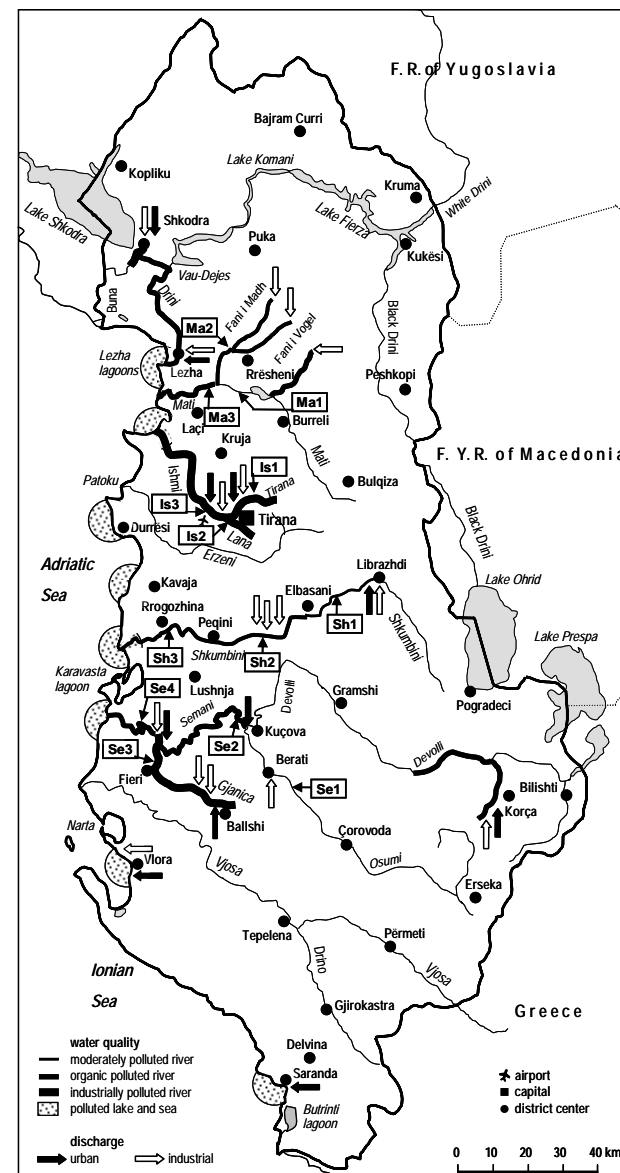 F. R. of Yugoslavia
Bajram Curri
Lake Komani
Kopliku
Kruma
White Drini
Lake Shkodra
Lake Fierza
Shkodra
Puka
Kukësi
Vau-Dejes
Buna
Drini
Fani i Madh
Black Drini
Ma2
Fani i Vogel
Lezha
lagoons
Lezha
Rrësheni
Peshkopi
Mati
Ma3
Ma1
Laçi
Burreli
Kruja
Mati
F. Y. R. of Macedonia
Ishmi
Is1
Tirana
Bulqiza
Patoku
Is3
Is2
Tirana
Lana
Durrësi
Erzeni
Black Drini
Adriatic
Sea
Librazhdi
Lake Ohrid
Kavaja
Elbasani
Rrogozhina
Peqini
Sh1
Shkumbini
Lake Prespa
Sh3
Shkumbini
Sh2
Karavasta
lagoon
Lushnja
Devolli
Gramshi
Pogradeci
Se4
Semani
Se2
Kuçova
Se3
Devolli
Berati
Fieri
Gjanica
Se1
Bilishti
Korça
Ballshi
Narta
Çorovoda
Vlora
Vjosa
Osumi
Erseka
Tepelena
Përmeti
Drino
Vjosa
Ionian
Sea
Gjirokastra
Greece
Delvina
Saranda
Butrinti
lagoon
water quality
moderately polluted river
organic polluted river
industrially polluted river
polluted lake and sea
discharge
urban
industrial
airport
capital
district center
0 10 20 40 km